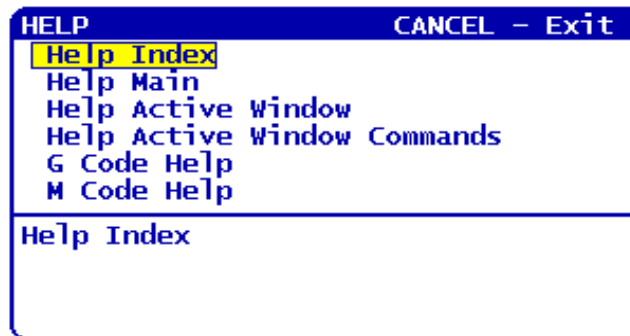 HELP CANCEL - Exit
Help Index
Help Main
Help Active Window
Help Active Window Commands
G Code Help
M Code Help
Help Index